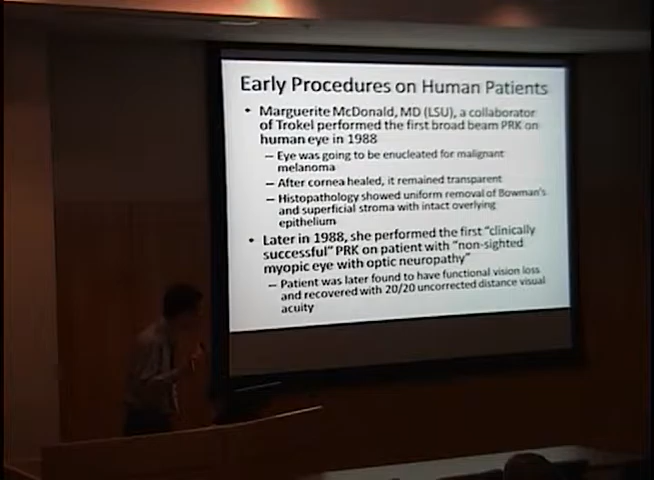 Early Procedures on Human Patients
• Marguerite McDonald, MD (LSU), a collaborator
of Trokel performed the first broad beam PRK on
human eye in 1988
– Eye was going to be enucleated for malignant
melanoma
– After cornea healed, it remained transparent
– Histopathology showed uniform removal of Bowman's
and superficial stroma with intact overlying
epithelium
• Later in 1988, she performed the first "clinically
successful" PRK on patient with "non-sighted
myopic eye with optic neuropathy"
– Patient was later found to have functional vision loss
and recovered with 20/20 uncorrected distance visual
acuity